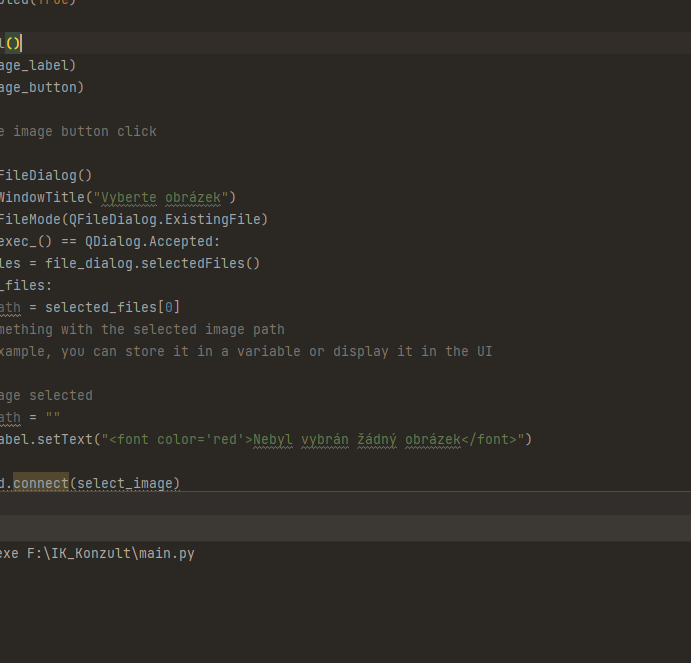 oled(True)
l()
age_label)
age_button)
e image button click
FileDialog()
WindowTitle("Vyberte obrázek")
FileMode(QFileDialog.ExistingFile)
exec_() == QDialog.Accepted:
les = file_dialog.selectedFiles()
_files:
ath = selected_files[0]
mething with the selected image path
xample, you can store it in a variable or display it in the UI
age selected
ath = ""
abel.setText("<font color='red'>Nebyl vybrán žádný obrázek</font>")
d.connect(select_image)
exe F:\IK_Konzult\main.py